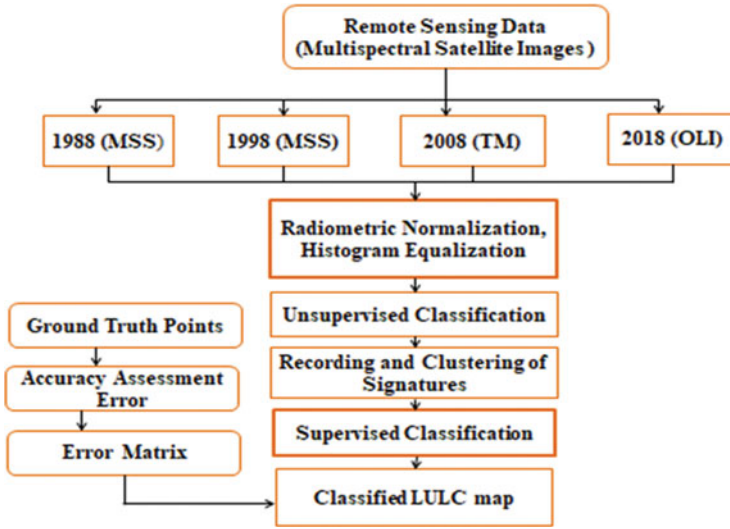 Remote Sensing Data
(Multispectral Satellite Images )
1988 (MSS)
1998 (MSS)
2008 (TM)
2018 (OLI)
Radiometric Normalization,
Histogram Equalization
Unsupervised Classification
Ground Truth Points
Recording and Clustering of
Signatures
Accuracy Assessment
Error
Supervised Classification
Error Matrix
Classified LULC map